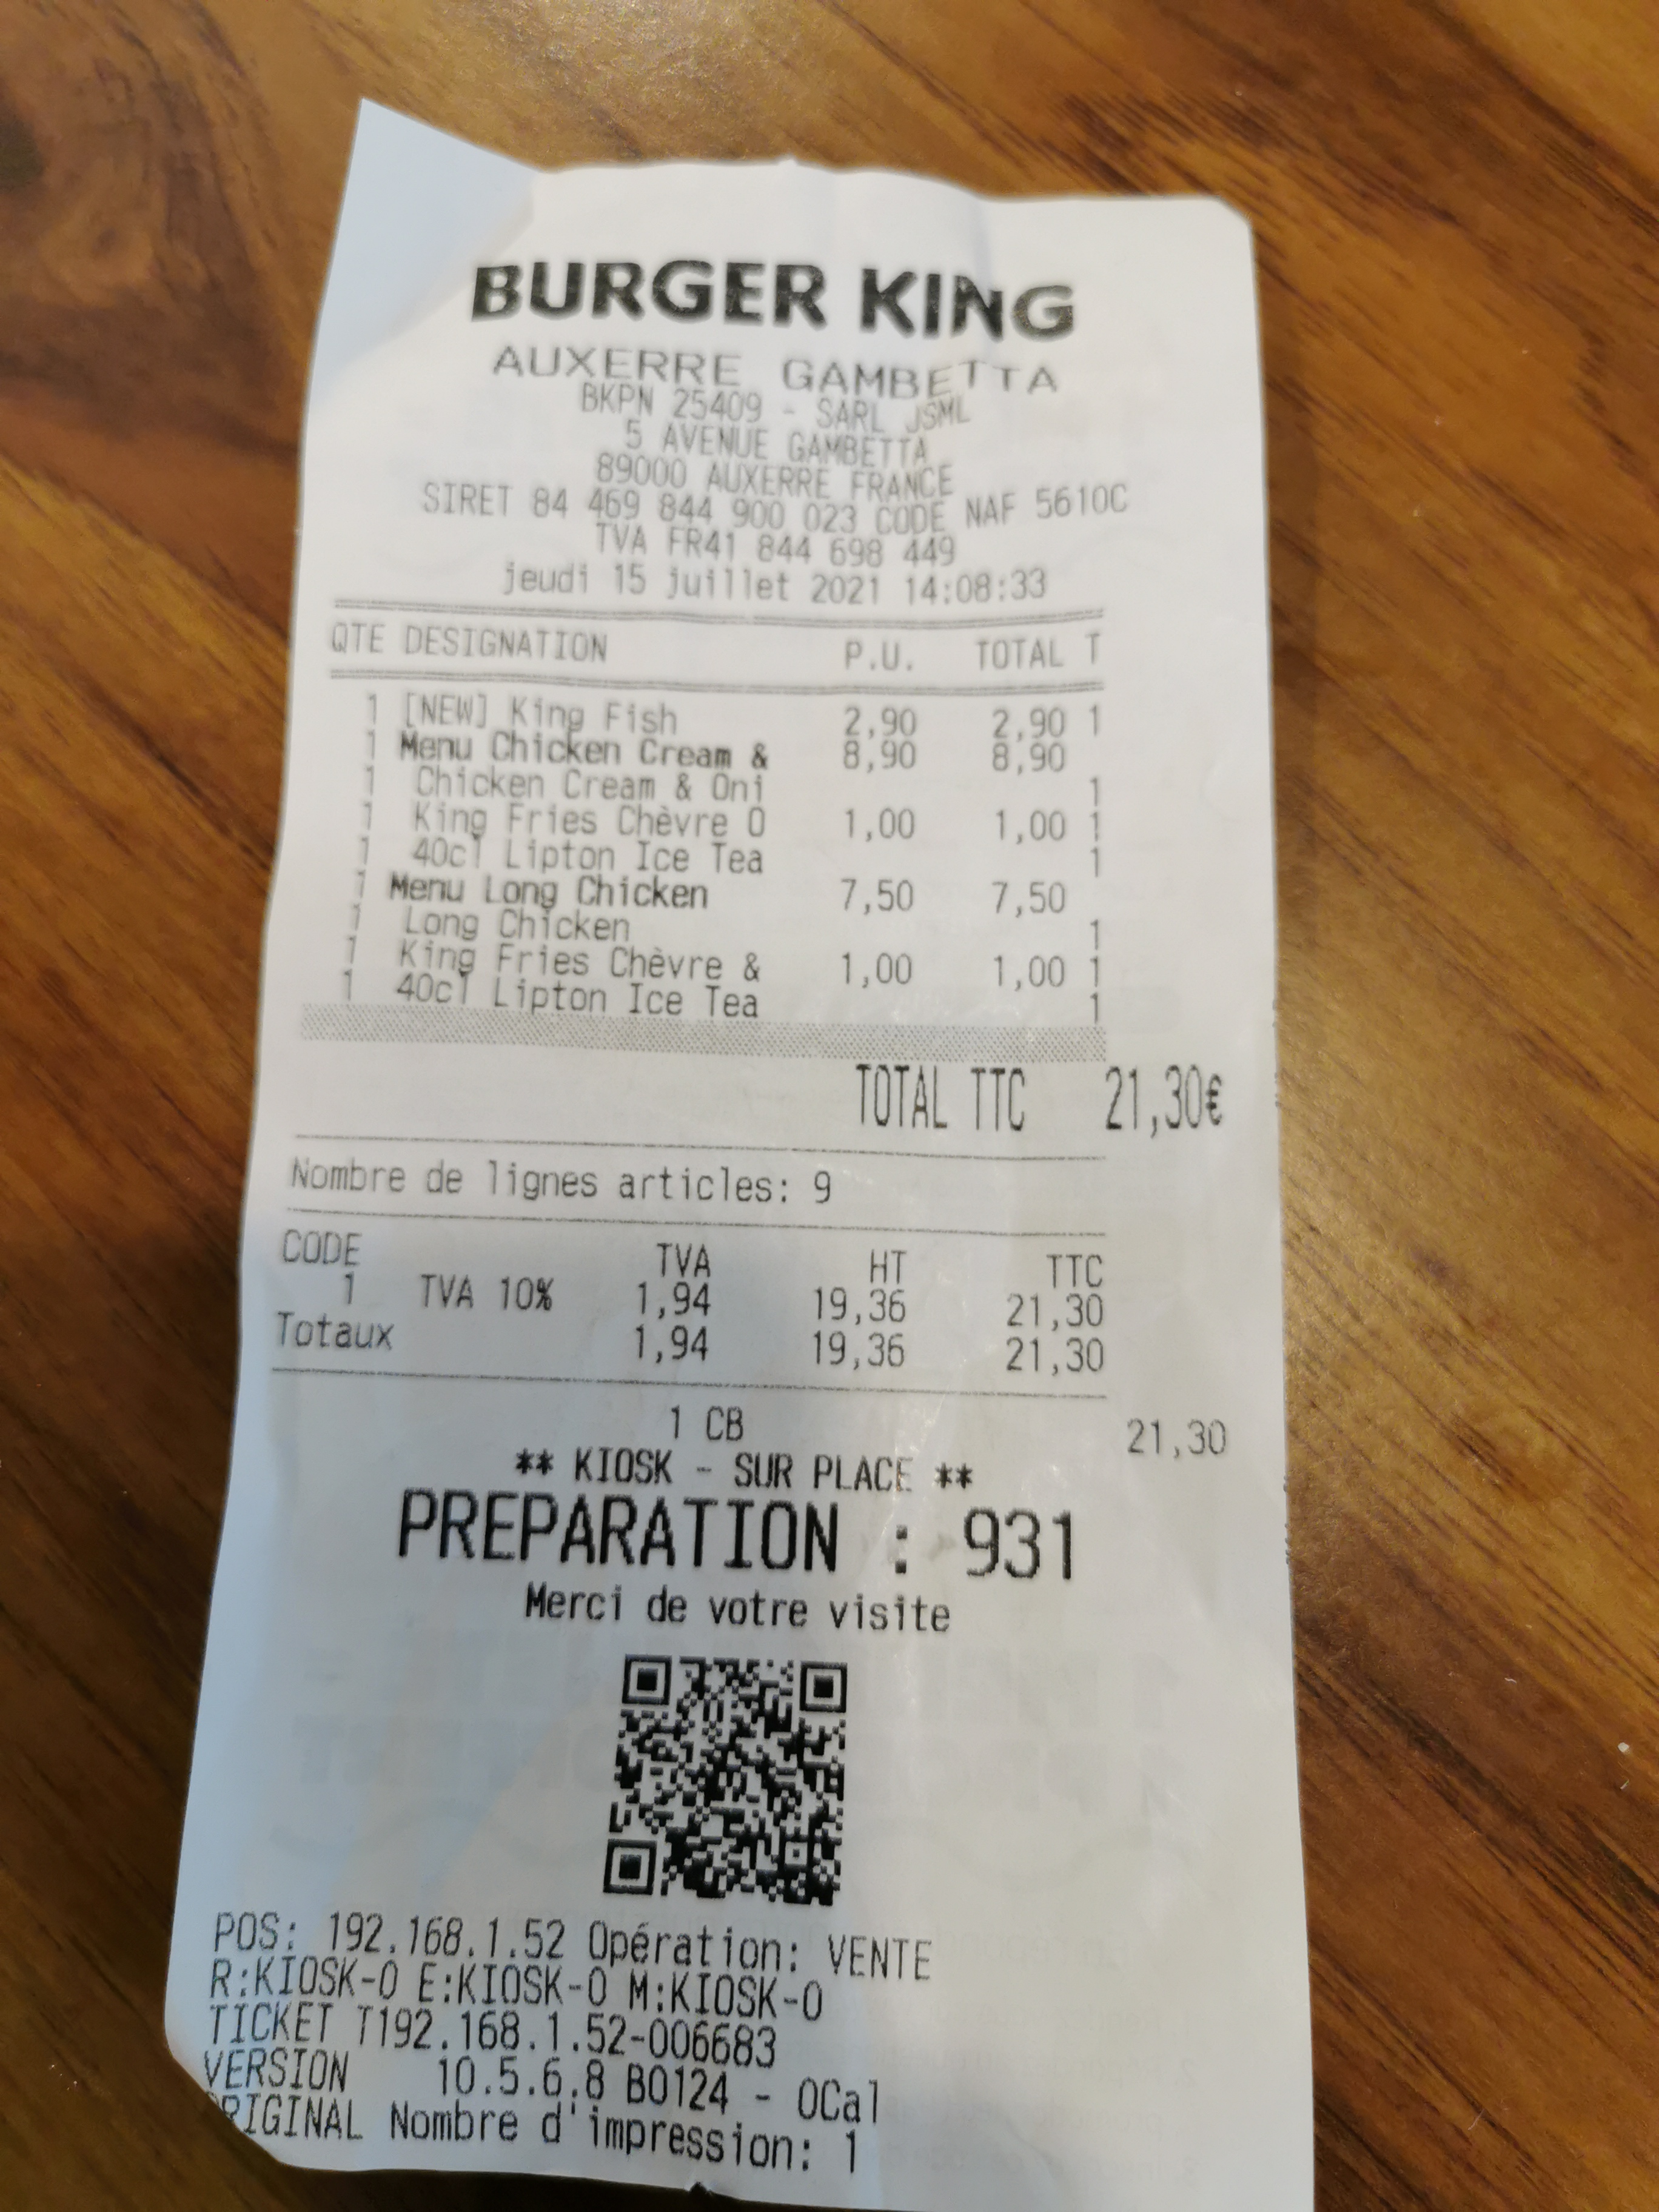 BURGER KING
AUXERRE GAMBETTA
BKPN 25409 - SARL JSML
5 AVENUE GAMBETTA
89000 AUXERRE FRANCE
SIRET 84 469 844 900 023 CODE NAF 5610C
TVA FR41 844 698 449
jeudi 15 juillet 2021 14:08:33
QTE DESIGNATION P.U. TOTAL T
1 [NEW] King Fish 2,90 2,90 1
1 Menu Chicken Cream & 8,90 8,90
1 Chicken Cream & Oni 1
1 King Fries Chèvre O 1,00 1,00 1
1 40cl Lipton Ice Tea 1
1 Menu Long Chicken 7,50 7,50
1 Long Chicken 1
1 King Fries Chèvre & 1,00 1,00 1
1 40cl Lipton Ice Tea 1
TOTAL TTC 21,30€
Nombre de lignes articles: 9
CODE TVA HT TTC
1 TVA 10% 1,94 19,36 21,30
Totaux 1,94 19,36 21,30
1 CB 21,30
** KIOSK - SUR PLACE **
PREPARATION : 931
Merci de votre visite
POS: 192.168.1.52 Opération: VENTE
R:KIOSK-0 E:KIOSK-0 M:KIOSK-0
TICKET T192.168.1.52-006683
VERSION 10.5.6.8 B0124 - OCal
ORIGINAL Nombre d'impression: 1